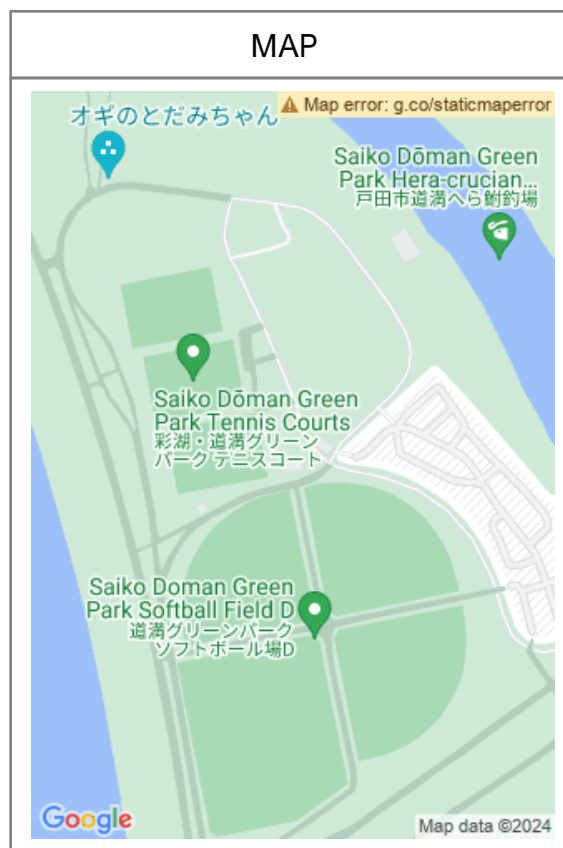 MAP
オギのとだみちゃん
Map error: g.co/staticmaperror
Saiko Dōman Green
Park Hera-crucian...
戸田市道満へら鮒釣場
Saiko Dōman Green
Park Tennis Courts
彩湖・道満グリーン
パーク テニスコート
Saiko Doman Green
Park Softball Field D
道満グリーンパーク
ソフトボール場D
Google
Map data ©2024